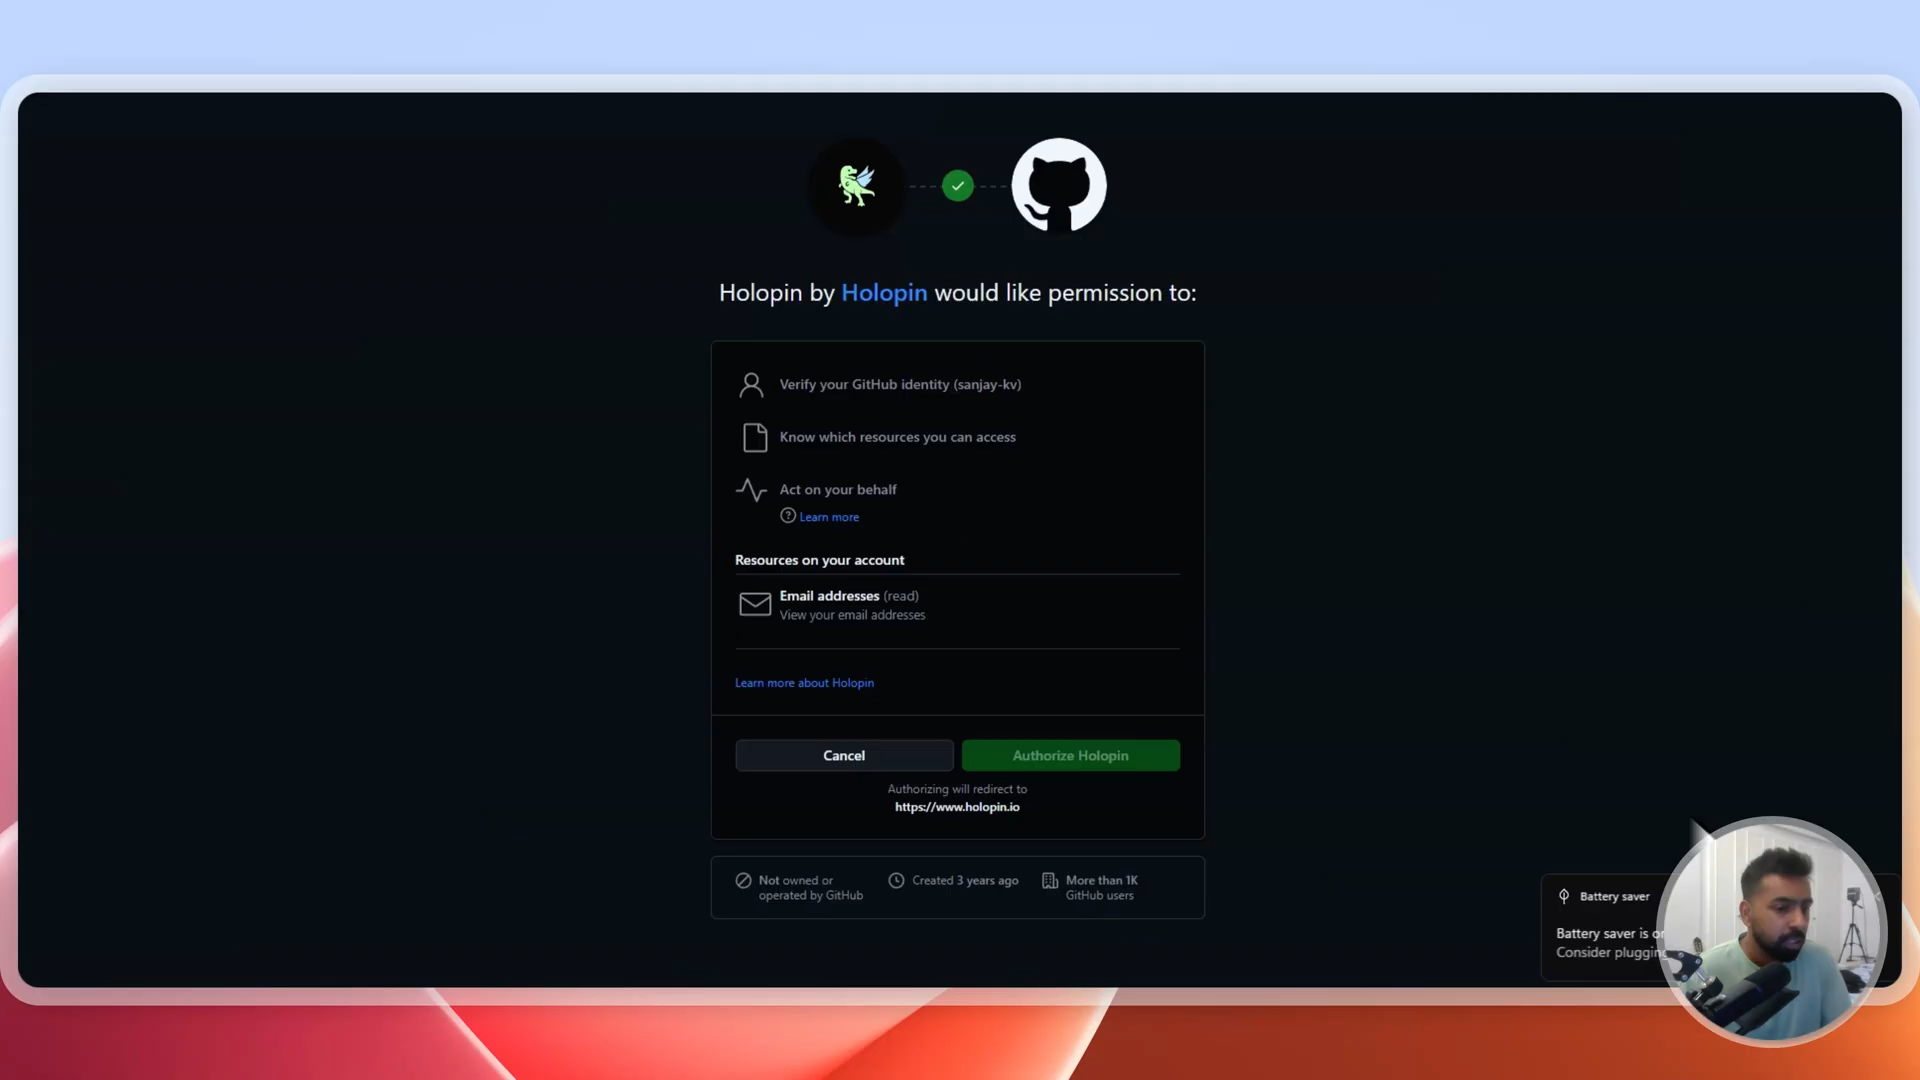 Holopin by Holopin would like permission to:
Verify your GitHub identity (sanjay-kv)
Know which resources you can access
Act on your behalf
Learn more
Resources on your account
Email addresses (read)
View your email addresses
Learn more about Holopin
Cancel
Authorize Holopin
Authorizing will redirect to
https://www.holopin.io
Not owned or
operated by GitHub
Created 3 years ago
More than 1K
GitHub users
Battery saver
Battery saver is
Consider plugging